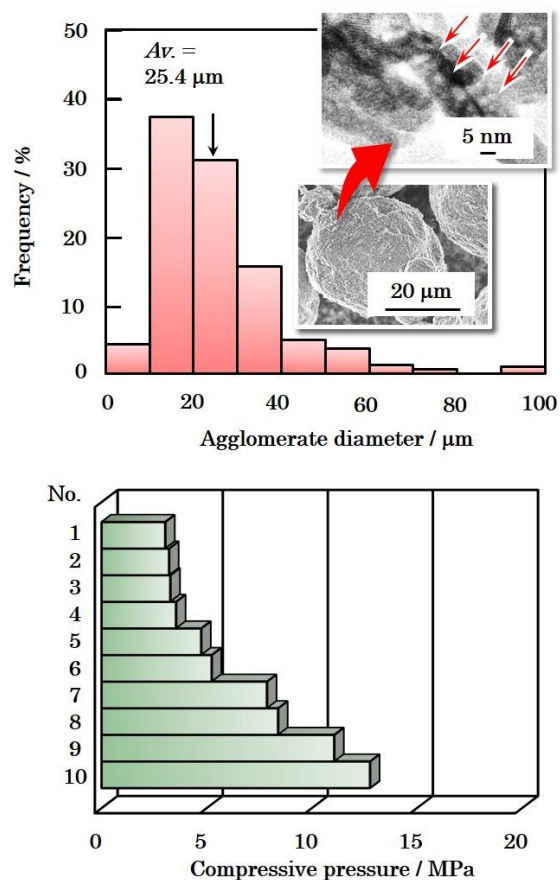 50
40
30
20
10
0
Frequency / %
Av. =
25.4 μm
5 nm
20 μm
0 20 40 60 80 100
Agglomerate diameter / μm
No.
1
2
3
4
5
6
7
8
9
10
0 5 10 15 20
Compressive pressure / MPa